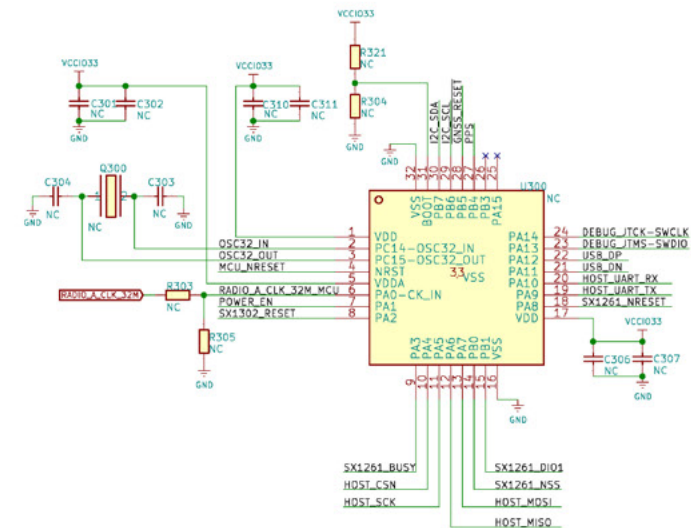 VCCIO33
R321
NC
R304
NC
GND
VCCIO33
C301
NC
C302
NC
GND
VCCIO33
C310
NC
C311
NC
GND
I2C_SDA
I2C_SCL
GNSS_RESET
PPS
GND
32
31
30
29
28
27
26
25
VSS
BOOT
PB7
PB6
PB5
PB4
PB3
PA15
U300
NC
C304
NC
GND
Q300
NC
C303
NC
GND
OSC32_IN
OSC32_OUT
MCU_NRESET
RADIO_A_CLK_32M
R303
NC
RADIO_A_CLK_32M_MCU
POWER_EN
SX1302_RESET
R305
NC
GND
1 VDD
2 PC14-OSC32_IN
3 PC15-OSC32_OUT
4 NRST
5 VDDA
6 PA0-CK_IN
7 PA1
8 PA2
33
VSS
PA14 24 DEBUG_JTCK-SWCLK
PA13 23 DEBUG_JTMS-SWDIO
PA12 22 USB_DP
PA11 21 USB_DN
PA10 20 HOST_UART_RX
PA9 19 HOST_UART_TX
PA8 18 SX1261_NRESET
VDD 17
VCCIO33
C306
NC
C307
NC
GND
PA3
PA4
PA5
PA6
PA7
PB0
PB1
VSS
9
10
11
12
13
14
15
16
GND
SX1261_BUSY
SX1261_DIO1
HOST_CSN
SX1261_NSS
HOST_SCK
HOST_MOSI
HOST_MISO